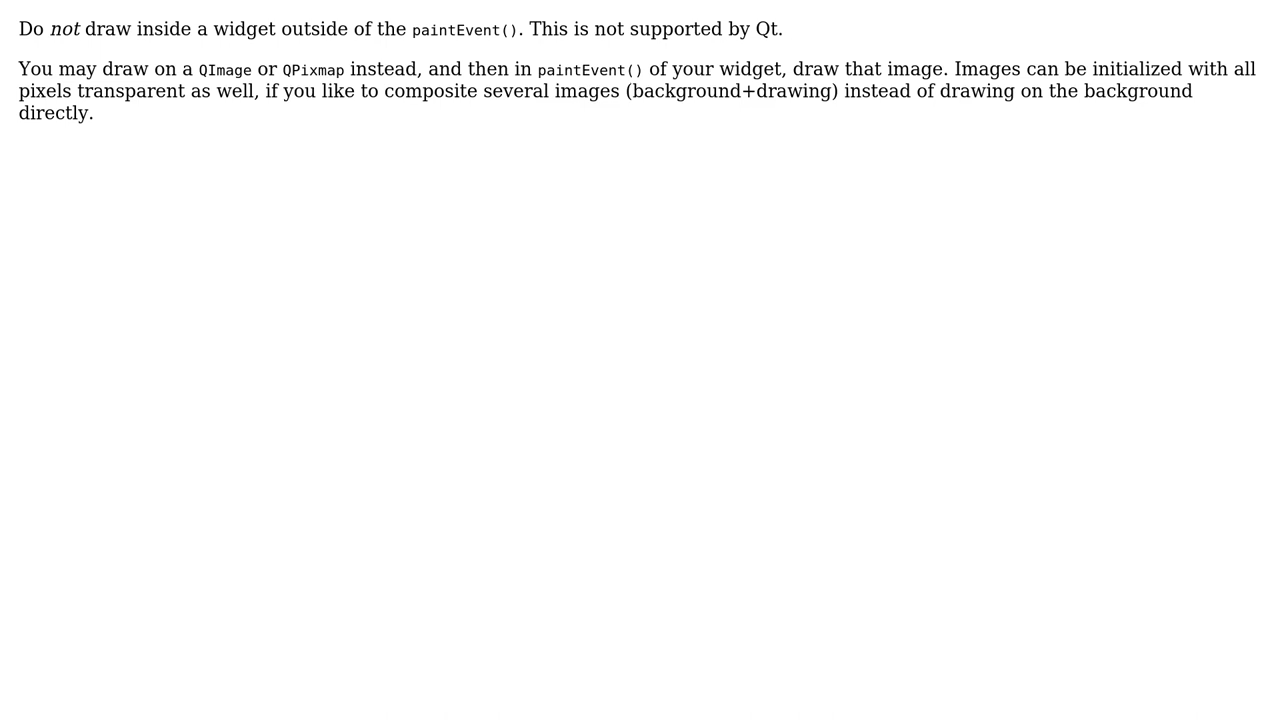 Do not draw inside a widget outside of the paintEvent(). This is not supported by Qt.
You may draw on a QImage or QPixmap instead, and then in paintEvent() of your widget, draw that image. Images can be initialized with all
pixels transparent as well, if you like to composite several images (background+drawing) instead of drawing on the background
directly.